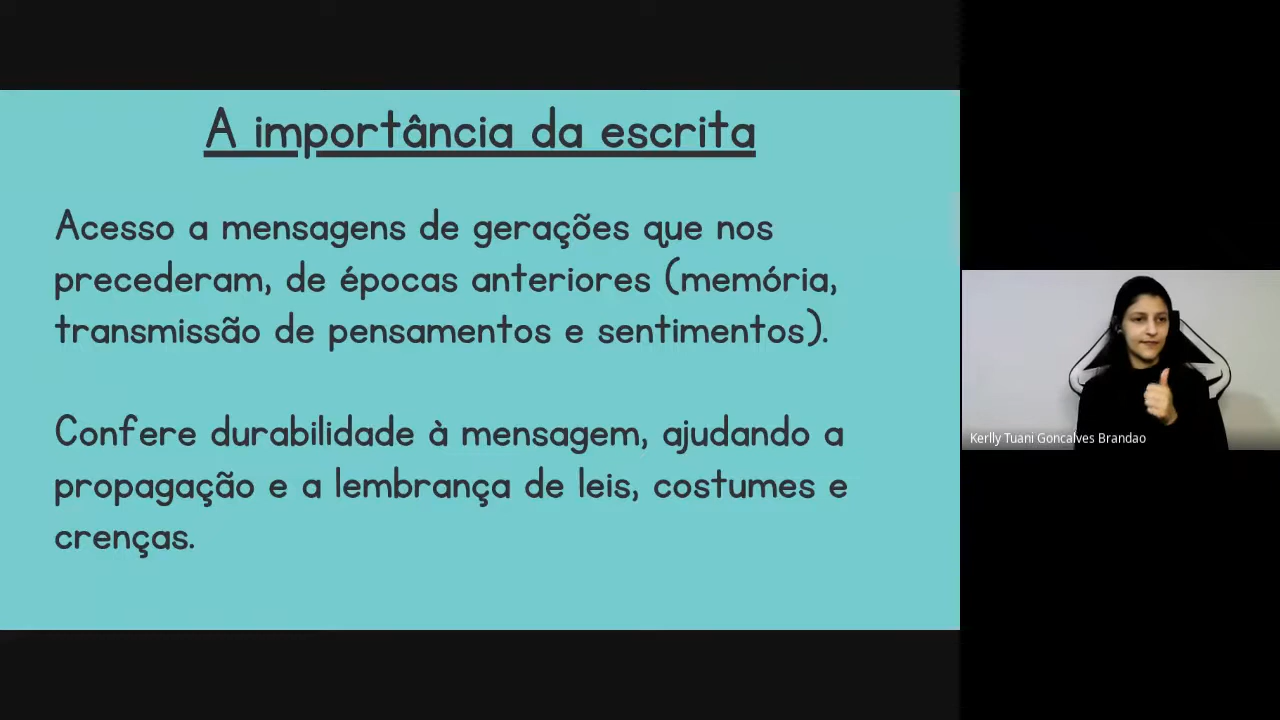 A importância da escrita
Acesso a mensagens de gerações que nos
precederam, de épocas anteriores (memória,
transmissão de pensamentos e sentimentos).
Confere durabilidade à mensagem, ajudando a
propagação e a lembrança de leis, costumes e
crenças.
Kerlly Tuani Goncalves Brandao